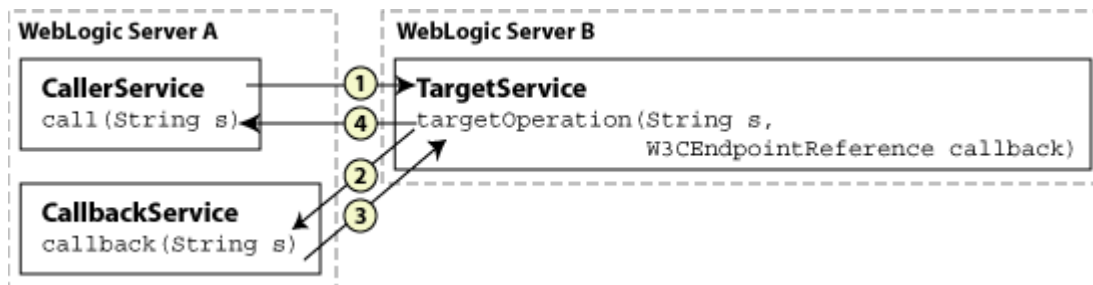 WebLogic Server A
CallerService
call(String s)
CallbackService
callback(String s)
1
4
2
3
WebLogic Server B
TargetService
targetOperation(String s,
W3CEndpointReference callback)